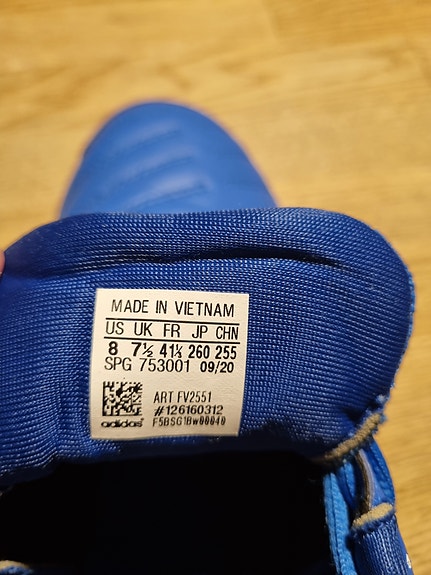 MADE IN VIETNAM
US UK FR JP CHN
8 7½ 41⅓ 260 255
SPG 753001 09/20
ART FV2551
#126160312
adidas F5BSG1Bw00040